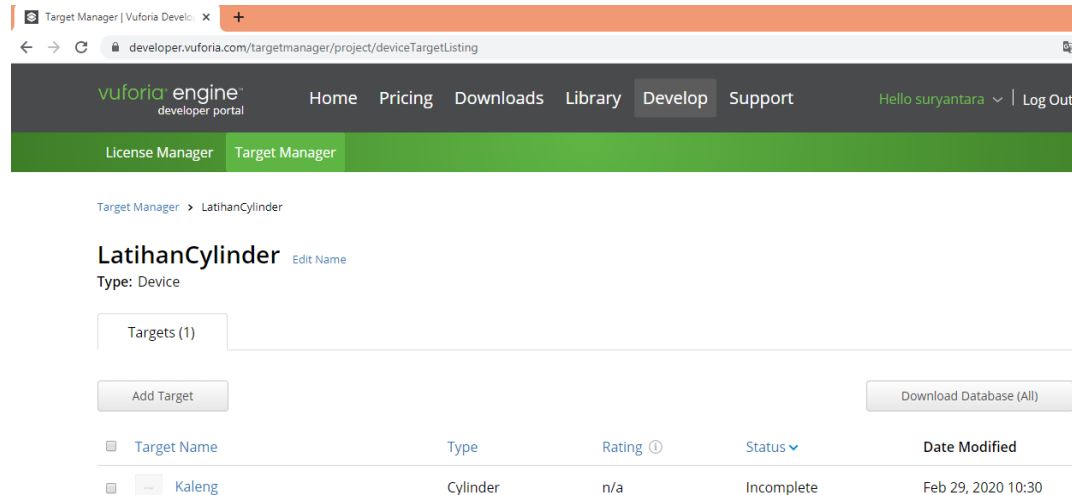 Target Manager | Vuforia Develo
developer.vuforia.com/targetmanager/project/deviceTargetListing
vuforia engine™ Home Pricing Downloads Library Develop Support Hello suryantara | Log Out
developer portal
License Manager Target Manager
Target Manager > LatihanCylinder
LatihanCylinder Edit Name
Type: Device
Targets (1)
Add Target Download Database (All)
Target Name Type Rating Status Date Modified
Kaleng Cylinder n/a Incomplete Feb 29, 2020 10:30